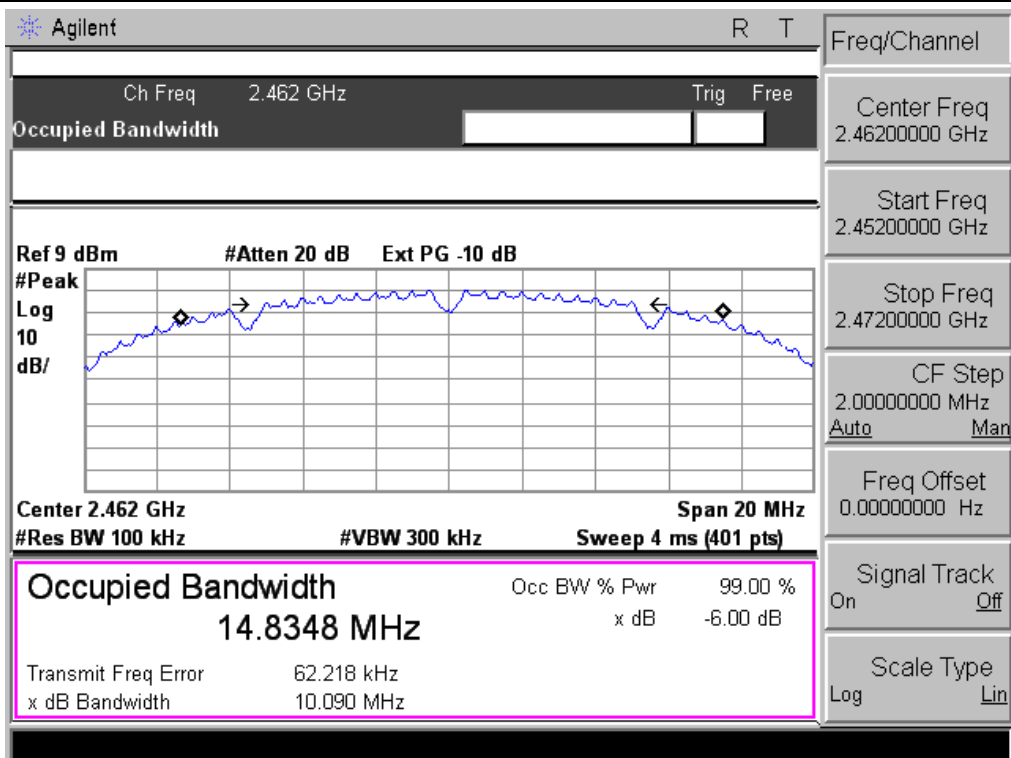 Agilent R T
Ch Freq 2.462 GHz Trig Free
Occupied Bandwidth
Ref 9 dBm #Atten 20 dB Ext PG -10 dB
#Peak
Log
10
dB/
Center 2.462 GHz Span 20 MHz
#Res BW 100 kHz #VBW 300 kHz Sweep 4 ms (401 pts)
Occupied Bandwidth Occ BW % Pwr 99.00 %
14.8348 MHz x dB -6.00 dB
Transmit Freq Error 62.218 kHz
x dB Bandwidth 10.090 MHz
Freq/Channel
Center Freq
2.46200000 GHz
Start Freq
2.45200000 GHz
Stop Freq
2.47200000 GHz
CF Step
2.00000000 MHz
Auto Man
Freq Offset
0.00000000 Hz
Signal Track
On Off
Scale Type
Log Lin